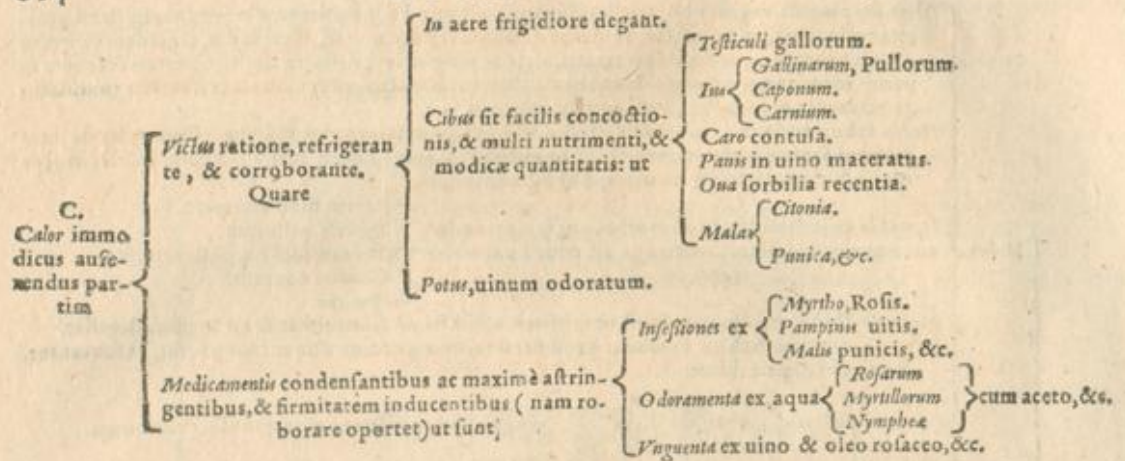 C.
Calor immo
dicus aufe-
rendus par-
tim
Victus ratione, refrigeran
te, & corroborante.
Quare
In aere frigidiore degant.
Cibus sit facilis concoctio-
nis, & multi nutrimenti, &
modicæ quantitatis: ut
Testiculi gallorum.
Ius
Gallinarum, Pullorum.
Caponum.
Carnium.
Caro contusa.
Panis in uino maceratus.
Oua sorbilia recentia.
Mala
Citonia.
Punica, &c.
Potus, uinum odoratum.
Medicamentis condensantibus ac maximè astrin-
gentibus, & firmitatem inducentibus ( nam ro-
borare oportet) ut sunt,
Insessiones ex
Myrtho, Rosis.
Pampinis uitis.
Malis punicis, &c.
Odoramenta ex aqua
Rosarum
Myrtillorum
Nympheæ
cum aceto, &c.
Vnguenta ex uino & oleo rosaceo, &c.